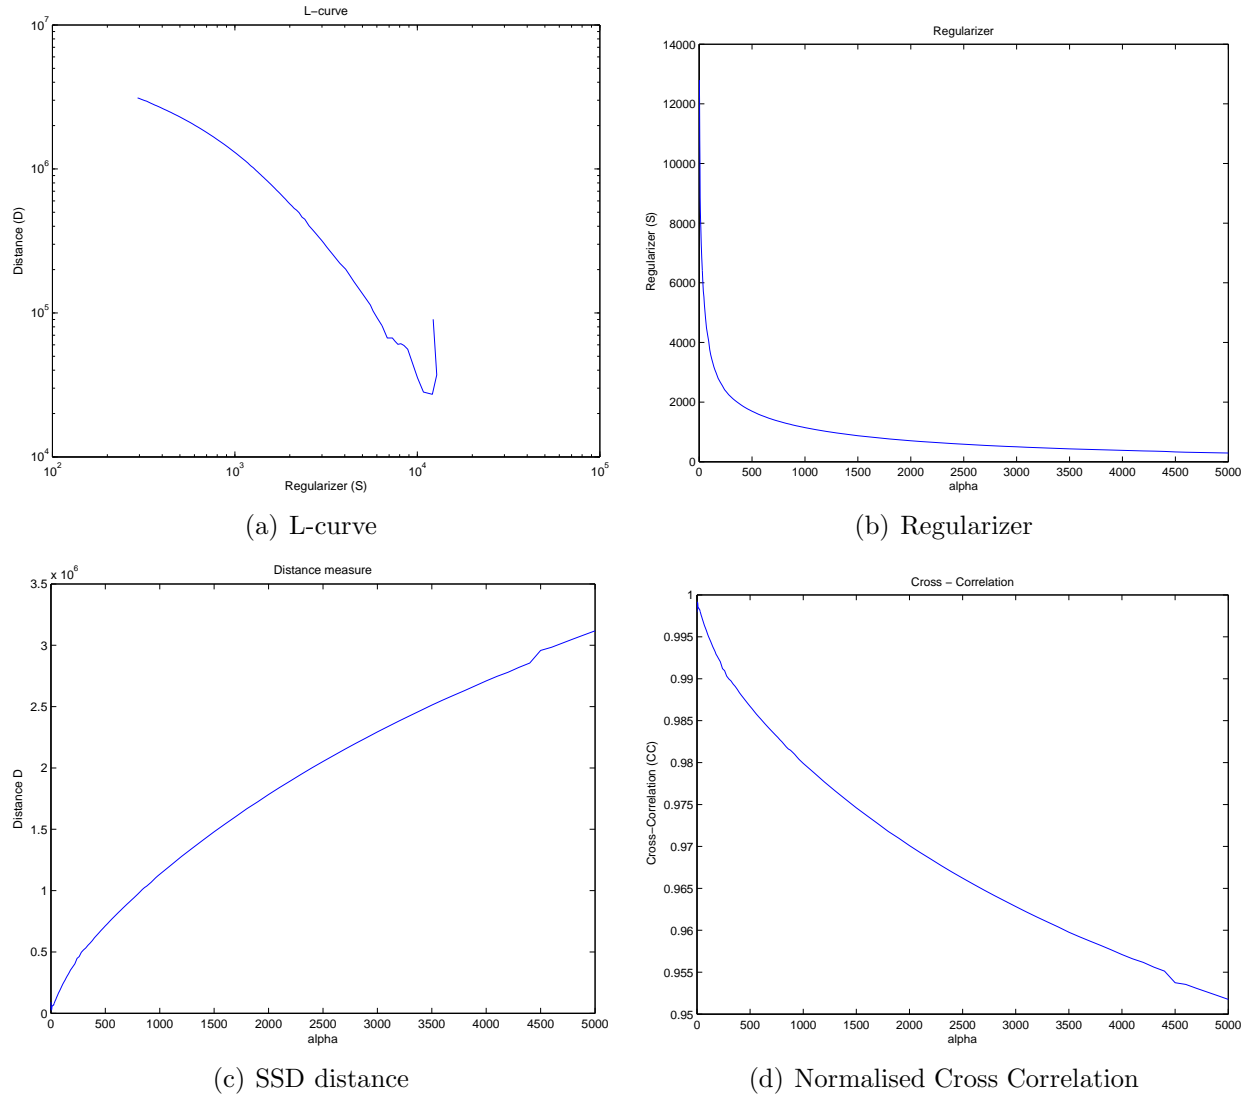 L−curve
10^7
10^6
10^5
10^4
Distance (D)
10^2 10^3 10^4 10^5
Regularizer (S)
(a) L-curve
Regularizer
14000
12000
10000
8000
6000
4000
2000
0
Regularizer (S)
0 500 1000 1500 2000 2500 3000 3500 4000 4500 5000
alpha
(b) Regularizer
Distance measure
x 10^6
3.5
3
2.5
2
1.5
1
0.5
0
Distance D
0 500 1000 1500 2000 2500 3000 3500 4000 4500 5000
alpha
(c) SSD distance
Cross − Correlation
1
0.995
0.99
0.985
0.98
0.975
0.97
0.965
0.96
0.955
0.95
Cross−Correlation (CC)
0 500 1000 1500 2000 2500 3000 3500 4000 4500 5000
alpha
(d) Normalised Cross Correlation